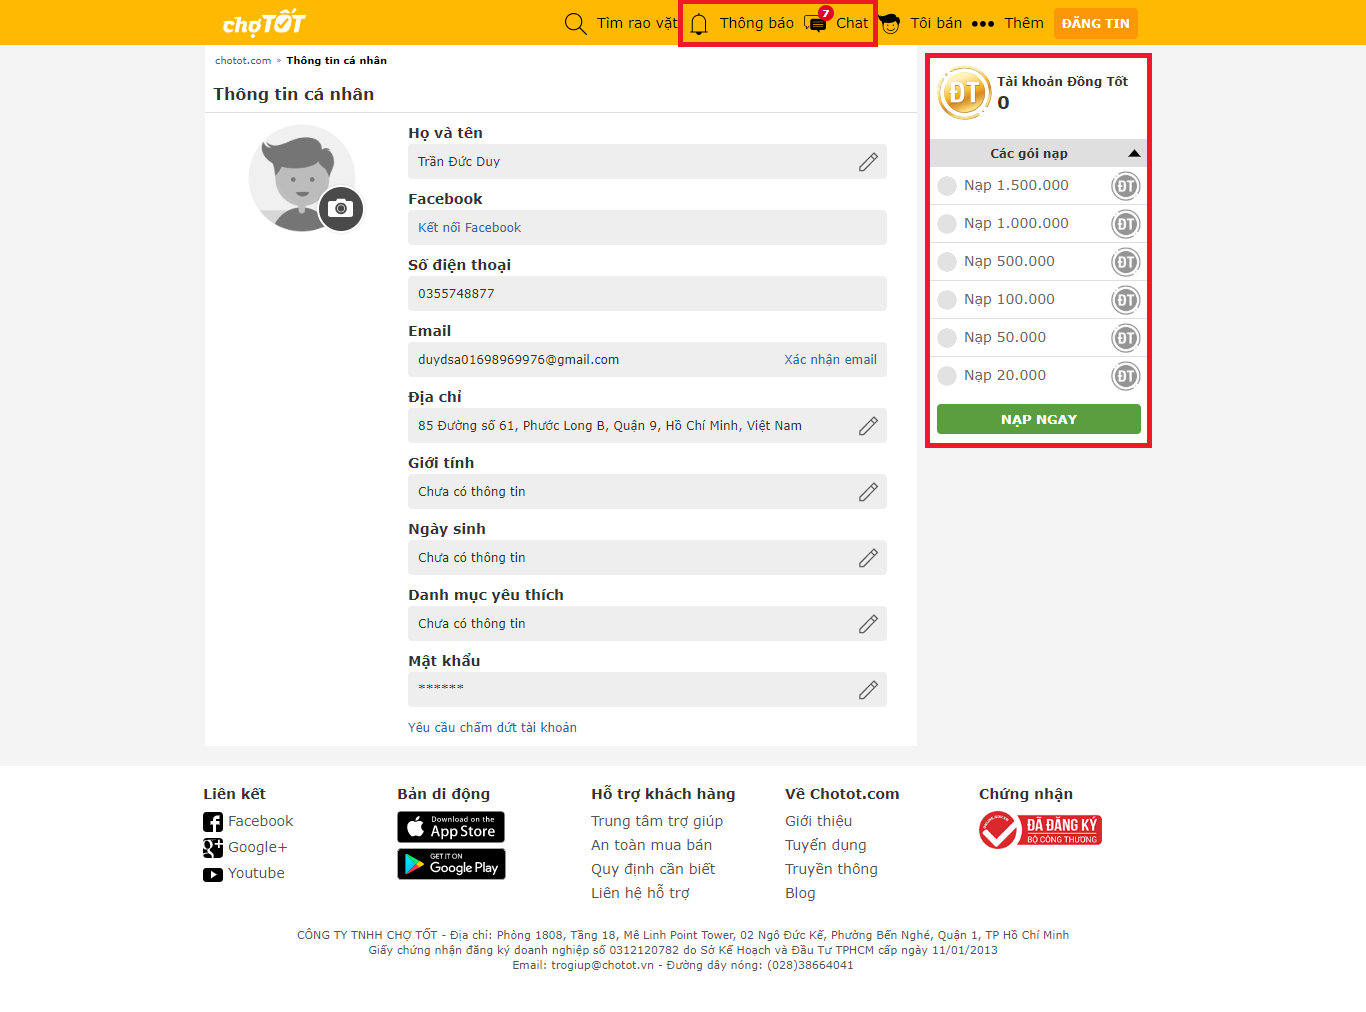 chợTỐT
Tìm rao vặt
Thông báo
7
Chat
Tôi bán
Thêm
ĐĂNG TIN
chotot.com » Thông tin cá nhân
Thông tin cá nhân
Họ và tên
Trần Đức Duy
Facebook
Kết nối Facebook
Số điện thoại
0355748877
Email
duydsa01698969976@gmail.com
Xác nhận email
Địa chỉ
85 Đường số 61, Phước Long B, Quận 9, Hồ Chí Minh, Việt Nam
Giới tính
Chưa có thông tin
Ngày sinh
Chưa có thông tin
Danh mục yêu thích
Chưa có thông tin
Mật khẩu
******
Yêu cầu chấm dứt tài khoản
ĐT
Tài khoản Đồng Tốt
0
Các gói nạp
Nạp 1.500.000 ĐT
Nạp 1.000.000 ĐT
Nạp 500.000 ĐT
Nạp 100.000 ĐT
Nạp 50.000 ĐT
Nạp 20.000 ĐT
NẠP NGAY
Liên kết
Facebook
Google+
Youtube
Bản di động
Download on the
App Store
GET IT ON
Google Play
Hỗ trợ khách hàng
Trung tâm trợ giúp
An toàn mua bán
Quy định cần biết
Liên hệ hỗ trợ
Về Chotot.com
Giới thiệu
Tuyển dụng
Truyền thông
Blog
Chứng nhận
ĐÃ ĐĂNG KÝ
BỘ CÔNG THƯƠNG
CÔNG TY TNHH CHỢ TỐT - Địa chỉ: Phòng 1808, Tầng 18, Mê Linh Point Tower, 02 Ngô Đức Kế, Phường Bến Nghé, Quận 1, TP Hồ Chí Minh
Giấy chứng nhận đăng ký doanh nghiệp số 0312120782 do Sở Kế Hoạch và Đầu Tư TPHCM cấp ngày 11/01/2013
Email: trogiup@chotot.vn - Đường dây nóng: (028)38664041